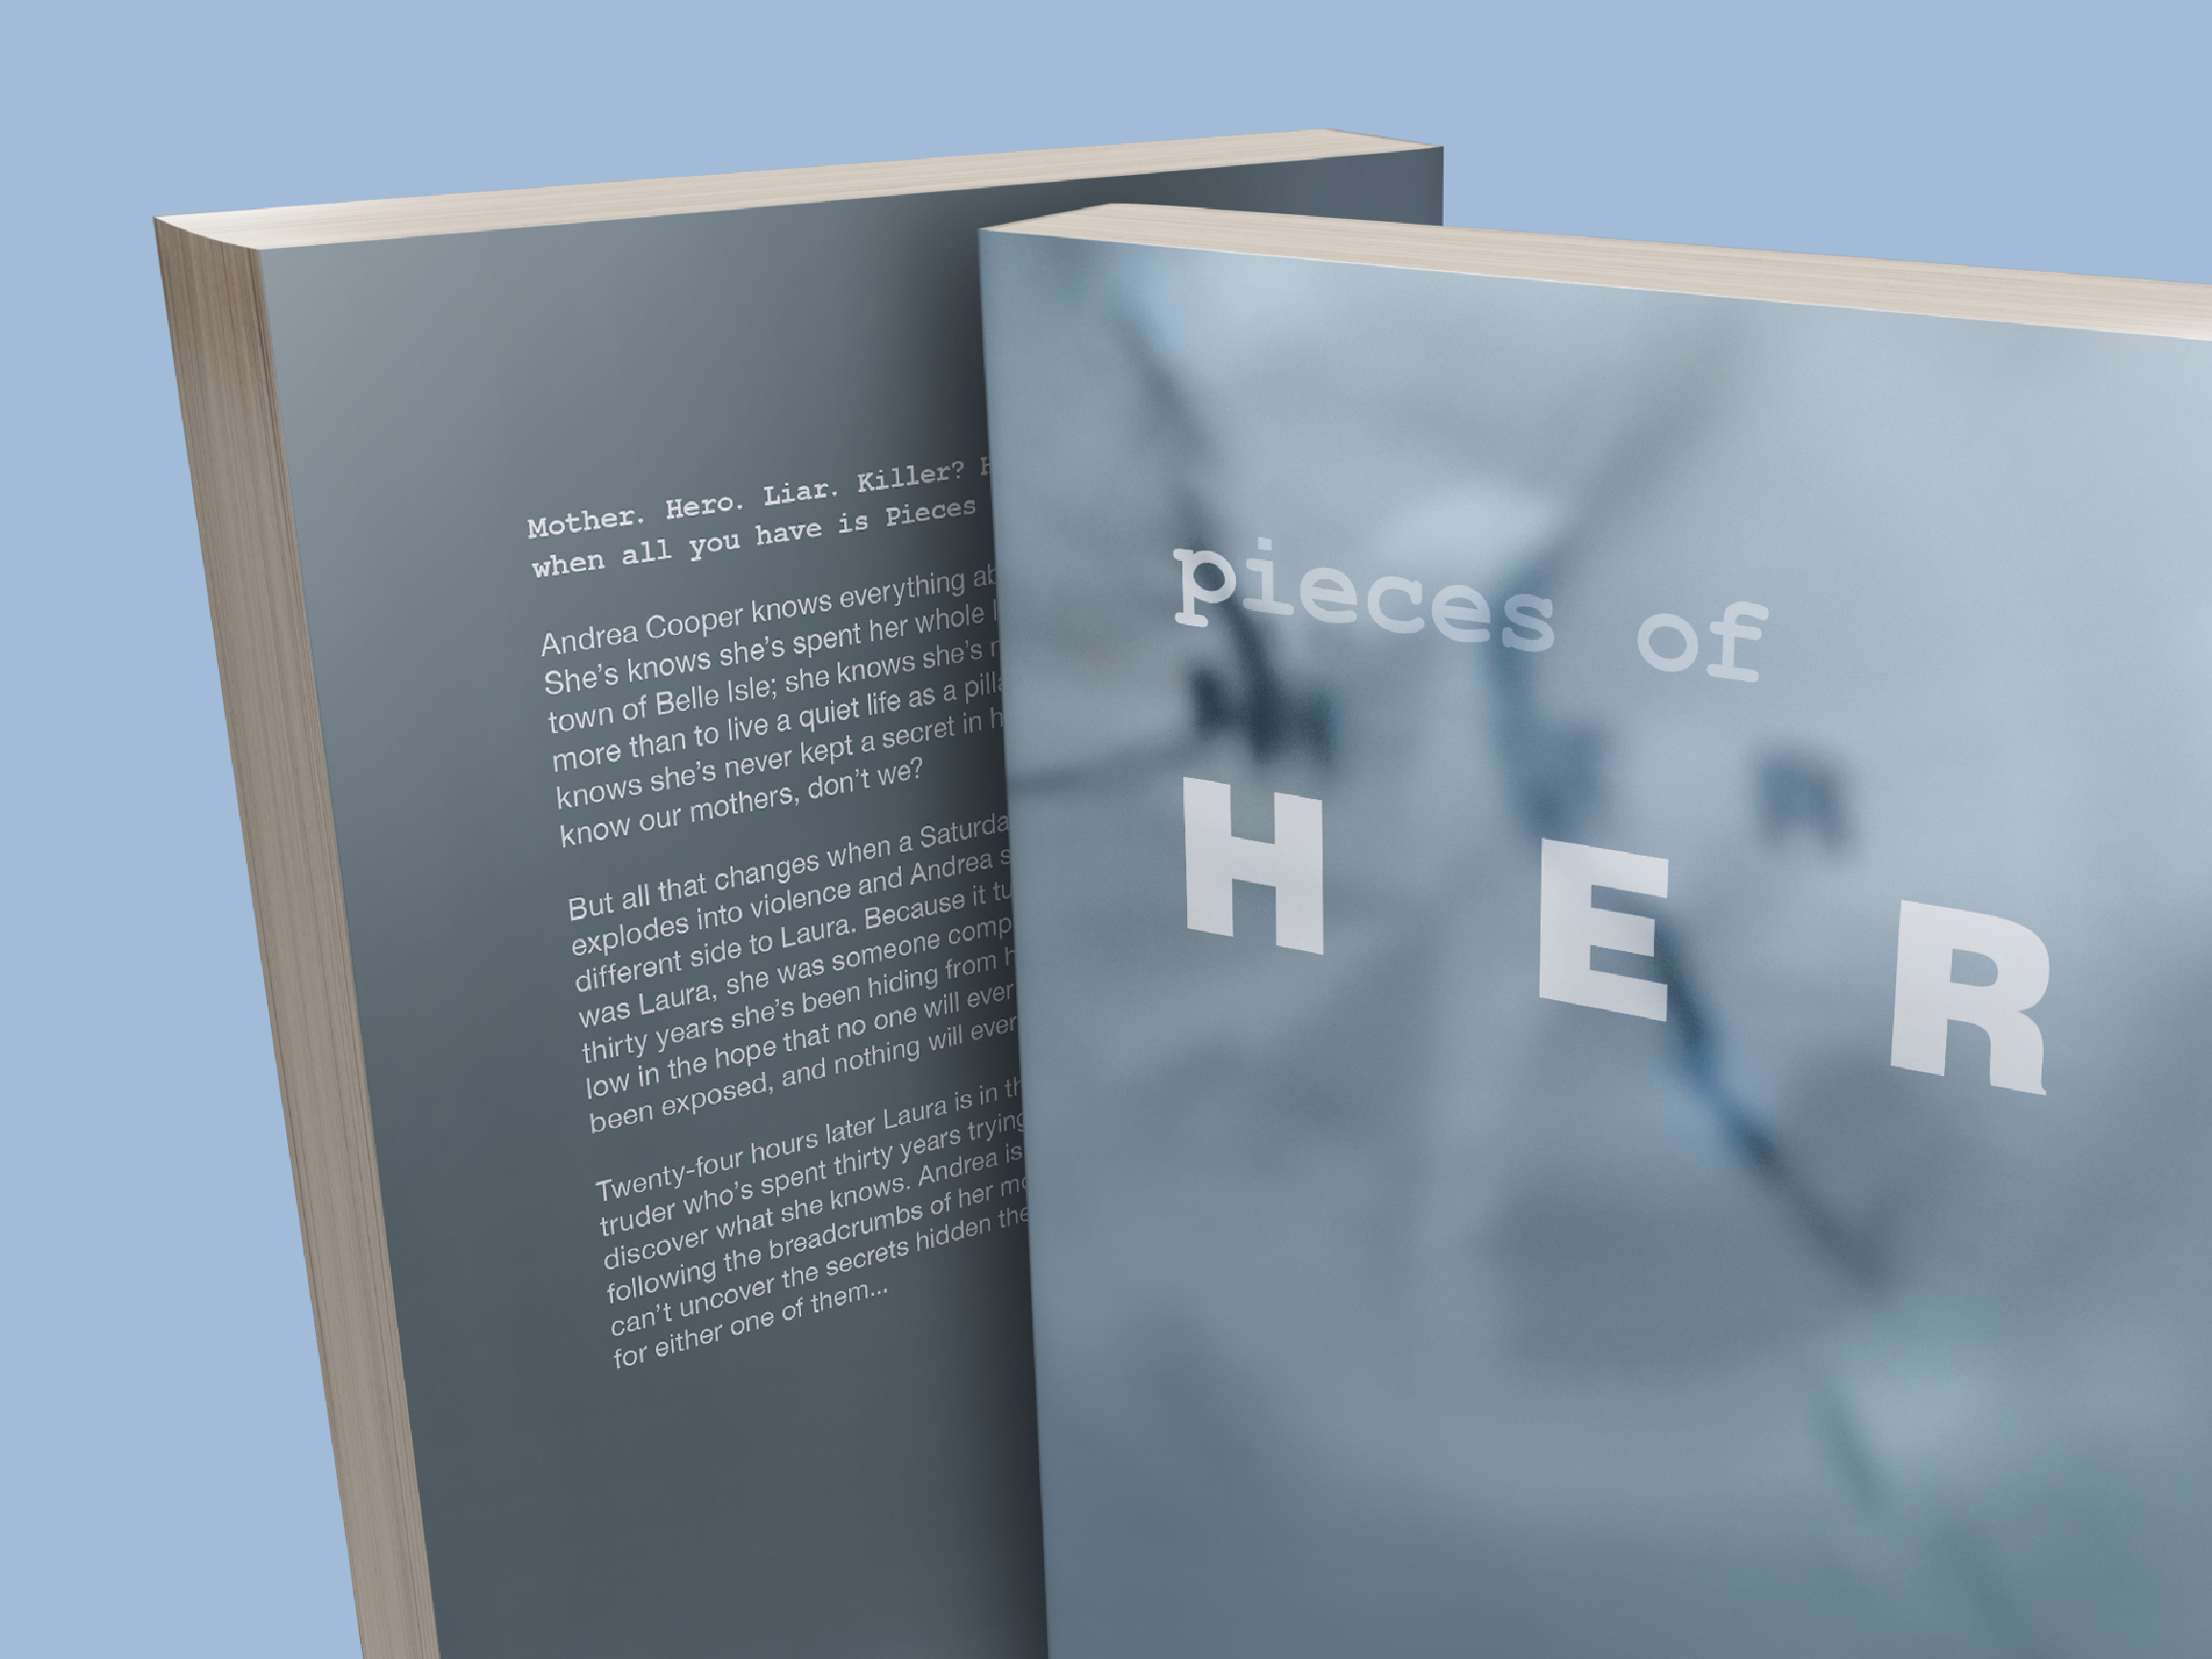 Mother. Hero. Liar. Killer?
when all you have is Pieces
Andrea Cooper knows everything
She's knows she's spent her whole
town of Belle Isle; she knows she's
more than to live a quiet life as a
knows she's never kept a secret in
know our mothers, don't we?
But all that changes when a
explodes into violence and Andrea
different side to Laura. Because it
was Laura, she was someone
thirty years she's been hiding from
low in the hope that no one will ever
been exposed, and nothing will ever
Twenty-four hours later Laura is in
truder who's spent thirty years trying
discover what she knows. Andrea is
following the breadcrumbs of her
can't uncover the secrets hidden
for either one of them...
pieces of
HER